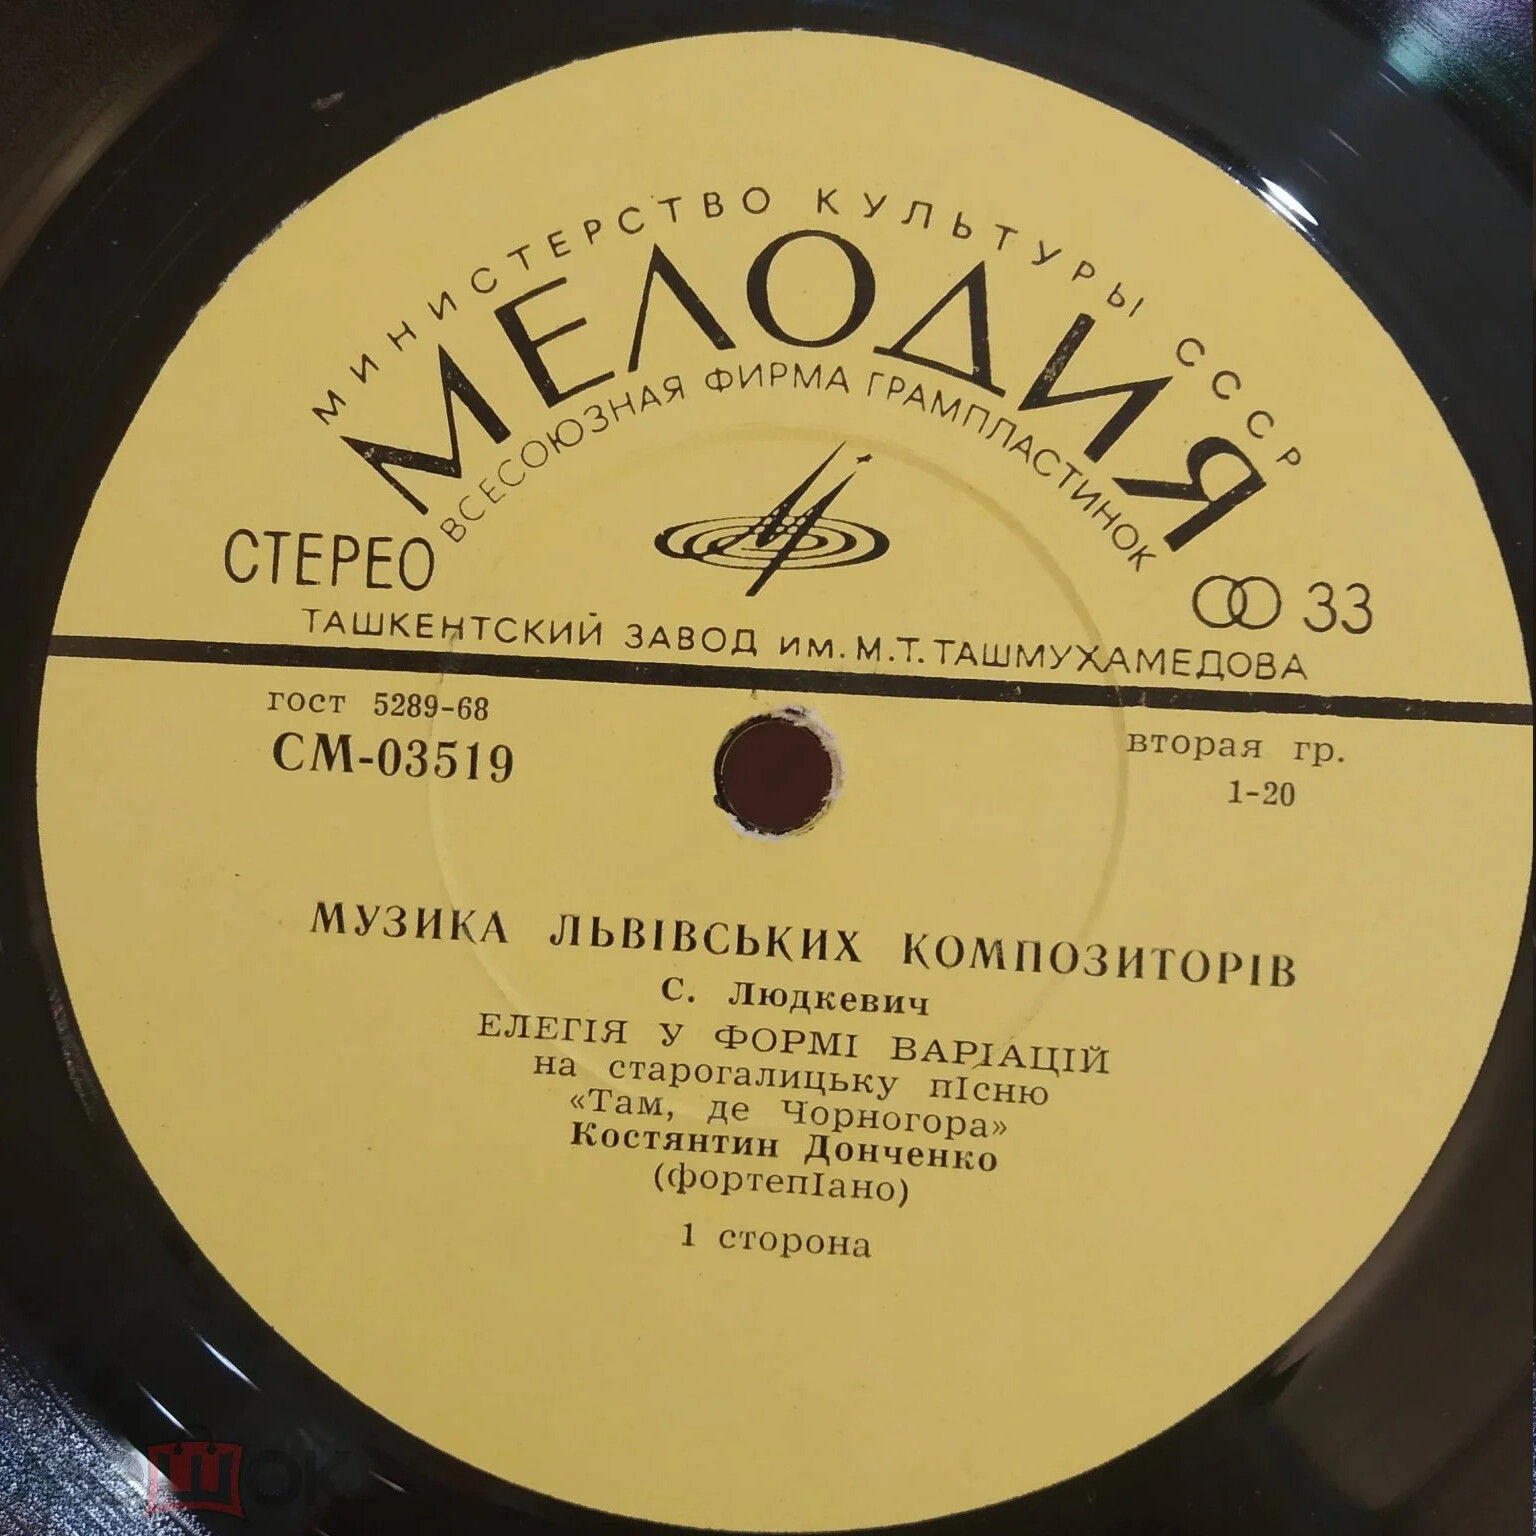 МИНИСТЕРСТВО КУЛЬТУРЫ СССР
МЕЛОДИЯ
ВСЕСОЮЗНАЯ ФИРМА ГРАМПЛАСТИНОК
СТЕРЕО
33
ТАШКЕНТСКИЙ ЗАВОД им. М.Т. ТАШМУХАМЕДОВА
гост 5289-68
СМ-03519
вторая гр.
1-20
МУЗИКА ЛЬВІВСЬКИХ КОМПОЗИТОРІВ
С. Людкевич
ЕЛЕГІЯ У ФОРМІ ВАРІАЦІЙ
на старогалицьку пІсню
«Там, де Чорногора»
Костянтин Донченко
(фортепІано)
1 сторона